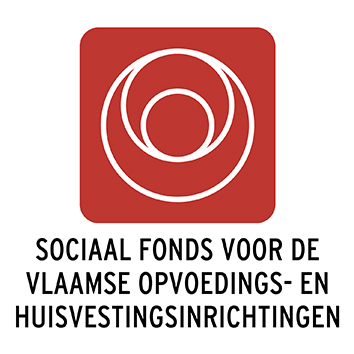 SOCIAAL FONDS VOOR DE
VLAAMSE OPVOEDINGS- EN
HUISVESTINGSINRICHTINGEN